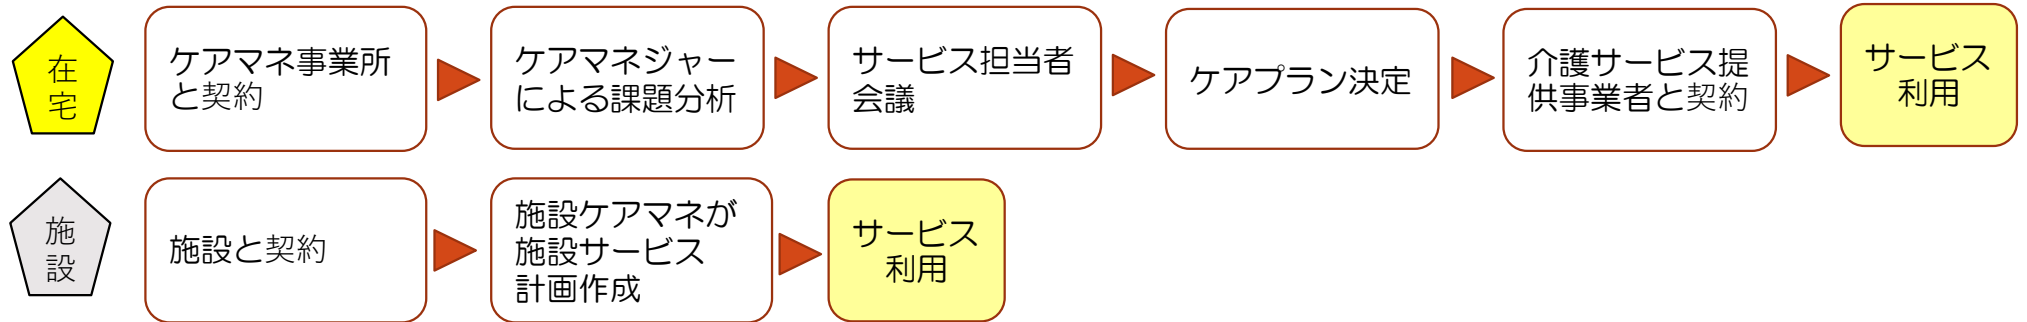 在
宅
ケアマネ事業所
と契約
ケアマネジャー
による課題分析
サービス担当者
会議
ケアプラン決定
介護サービス提
供事業者と契約
サービス
利用
施
設
施設と契約
施設ケアマネが
施設サービス
計画作成
サービス
利用